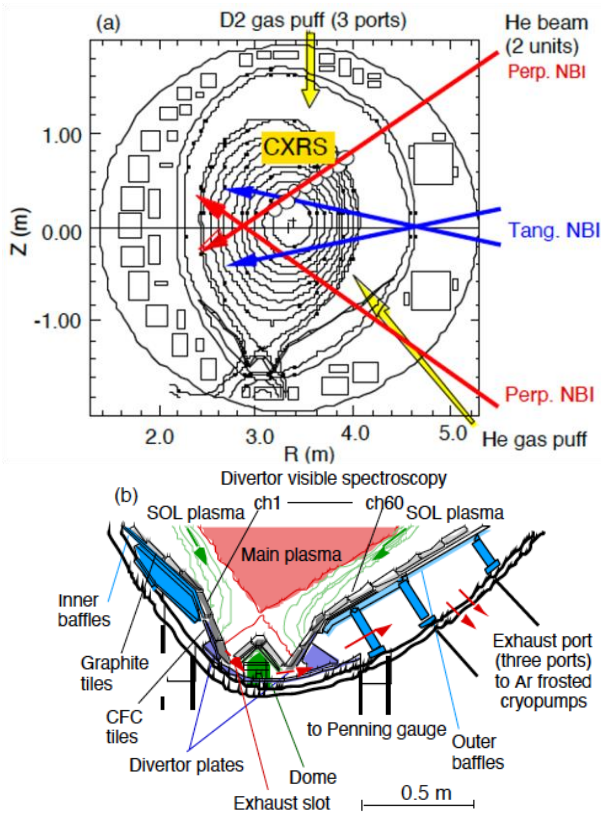 (a)
D2 gas puff (3 ports)
He beam
(2 units)
Perp. NBI
CXRS
1.00
0.00
-1.00
Z (m)
Tang. NBI
Perp. NBI
He gas puff
2.0
3.0
4.0
5.0
R (m)
Divertor visible spectroscopy
(b)
ch1
ch60
SOL plasma
SOL plasma
Main plasma
Inner
baffles
Graphite
tiles
CFC
tiles
Divertor plates
Exhaust slot
Dome
to Penning gauge
Outer
baffles
Exhaust port
(three ports)
to Ar frosted
cryopumps
0.5 m